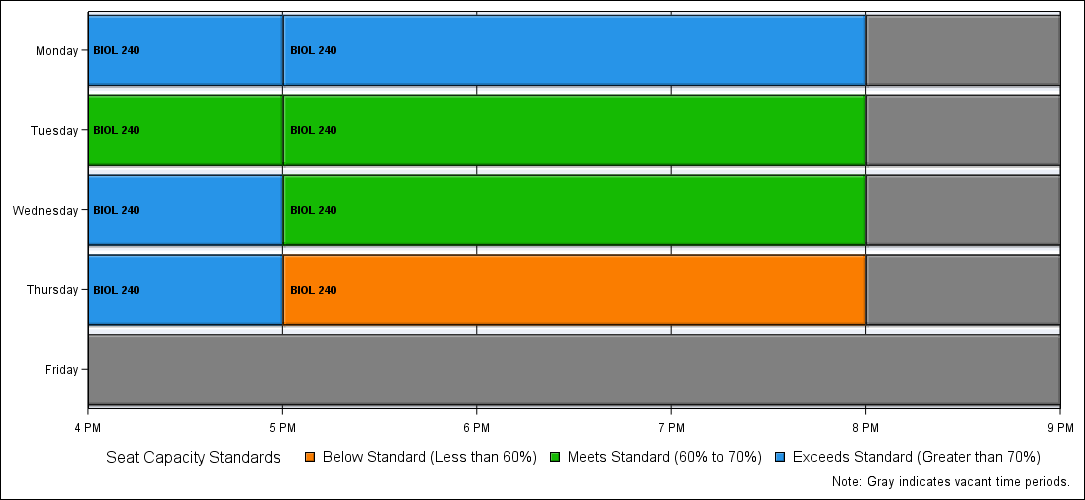 Monday BIOL 240 BIOL 240
Tuesday BIOL 240 BIOL 240
Wednesday BIOL 240 BIOL 240
Thursday BIOL 240 BIOL 240
Friday
4 PM 5 PM 6 PM 7 PM 8 PM 9 PM
Seat Capacity Standards Below Standard (Less than 60%) Meets Standard (60% to 70%) Exceeds Standard (Greater than 70%)
Note: Gray indicates vacant time periods.